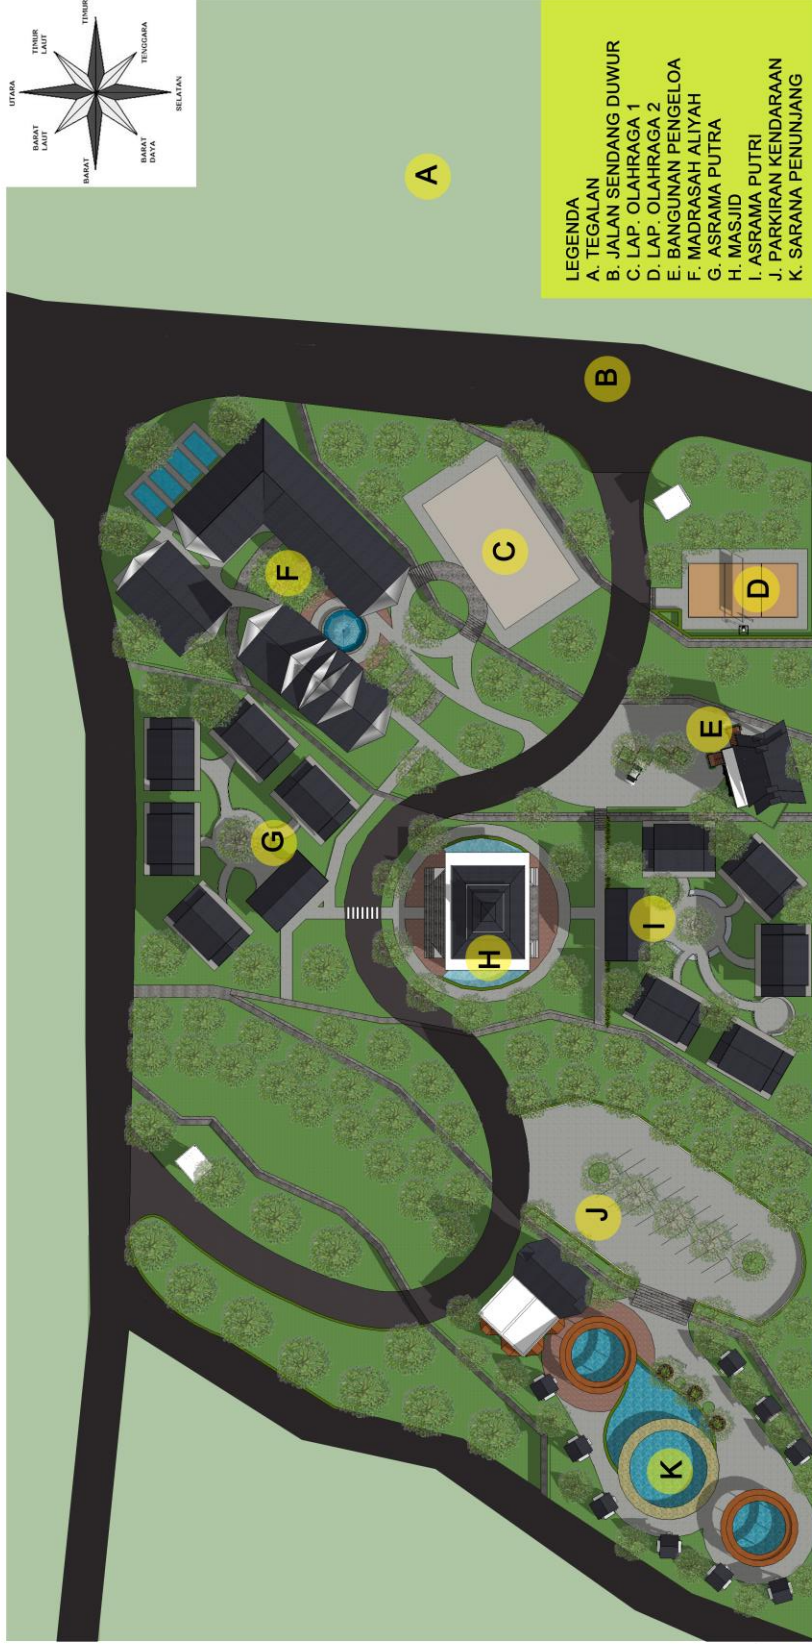 UTARA
BARAT
LAUT
TIMUR
LAUT
BARAT
TIMUR
BARAT
DAYA
TENGGARA
SELATAN
G
F
A
H
C
J
B
I
K
E
D
LEGENDA
A. TEGALAN
B. JALAN SENDANG DUWUR
C. LAP. OLAHRAGA 1
D. LAP. OLAHRAGA 2
E. BANGUNAN PENGELOA
F. MADRASAH ALIYAH
G. ASRAMA PUTRA
H. MASJID
I. ASRAMA PUTRI
J. PARKIRAN KENDARAAN
K. SARANA PENUNJANG